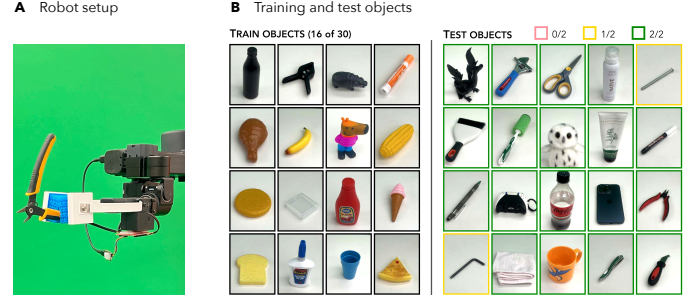 A Robot setup
B Training and test objects
TRAIN OBJECTS (16 of 30)
TEST OBJECTS
0/2
1/2
2/2